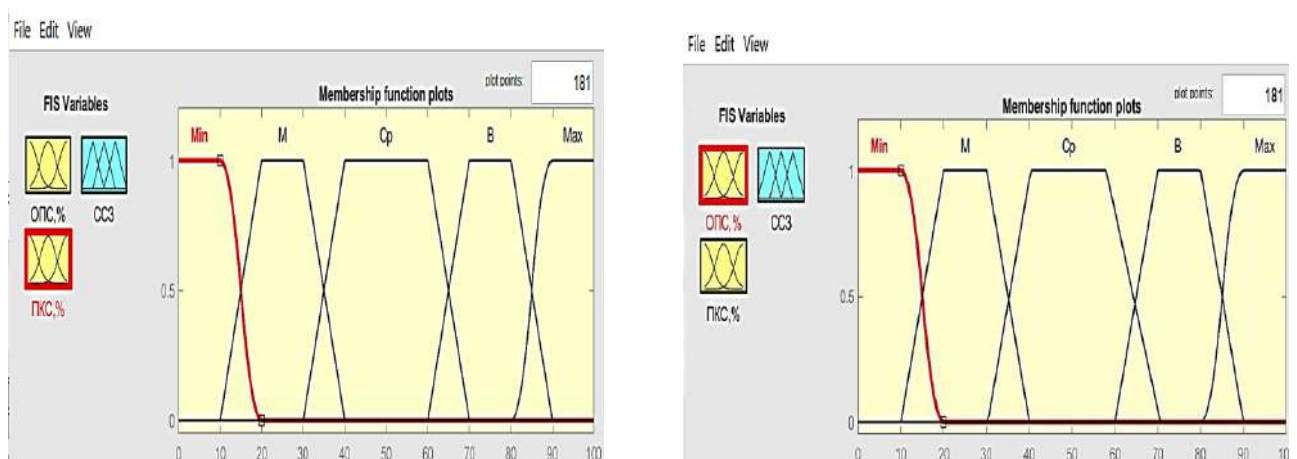 File Edit View
plot points: 181
FIS Variables
Membership function plots
Min M Cp B Max
ОПС,% ССЗ
ПКС,%
1
0.5
0
0 10 20 30 40 50 60 70 80 90 100
File Edit View
plot points: 181
FIS Variables
Membership function plots
Min M Cp B Max
ОПС, % ССЗ
ПКС,%
1
0.5
0
0 10 20 30 40 50 60 70 80 90 100